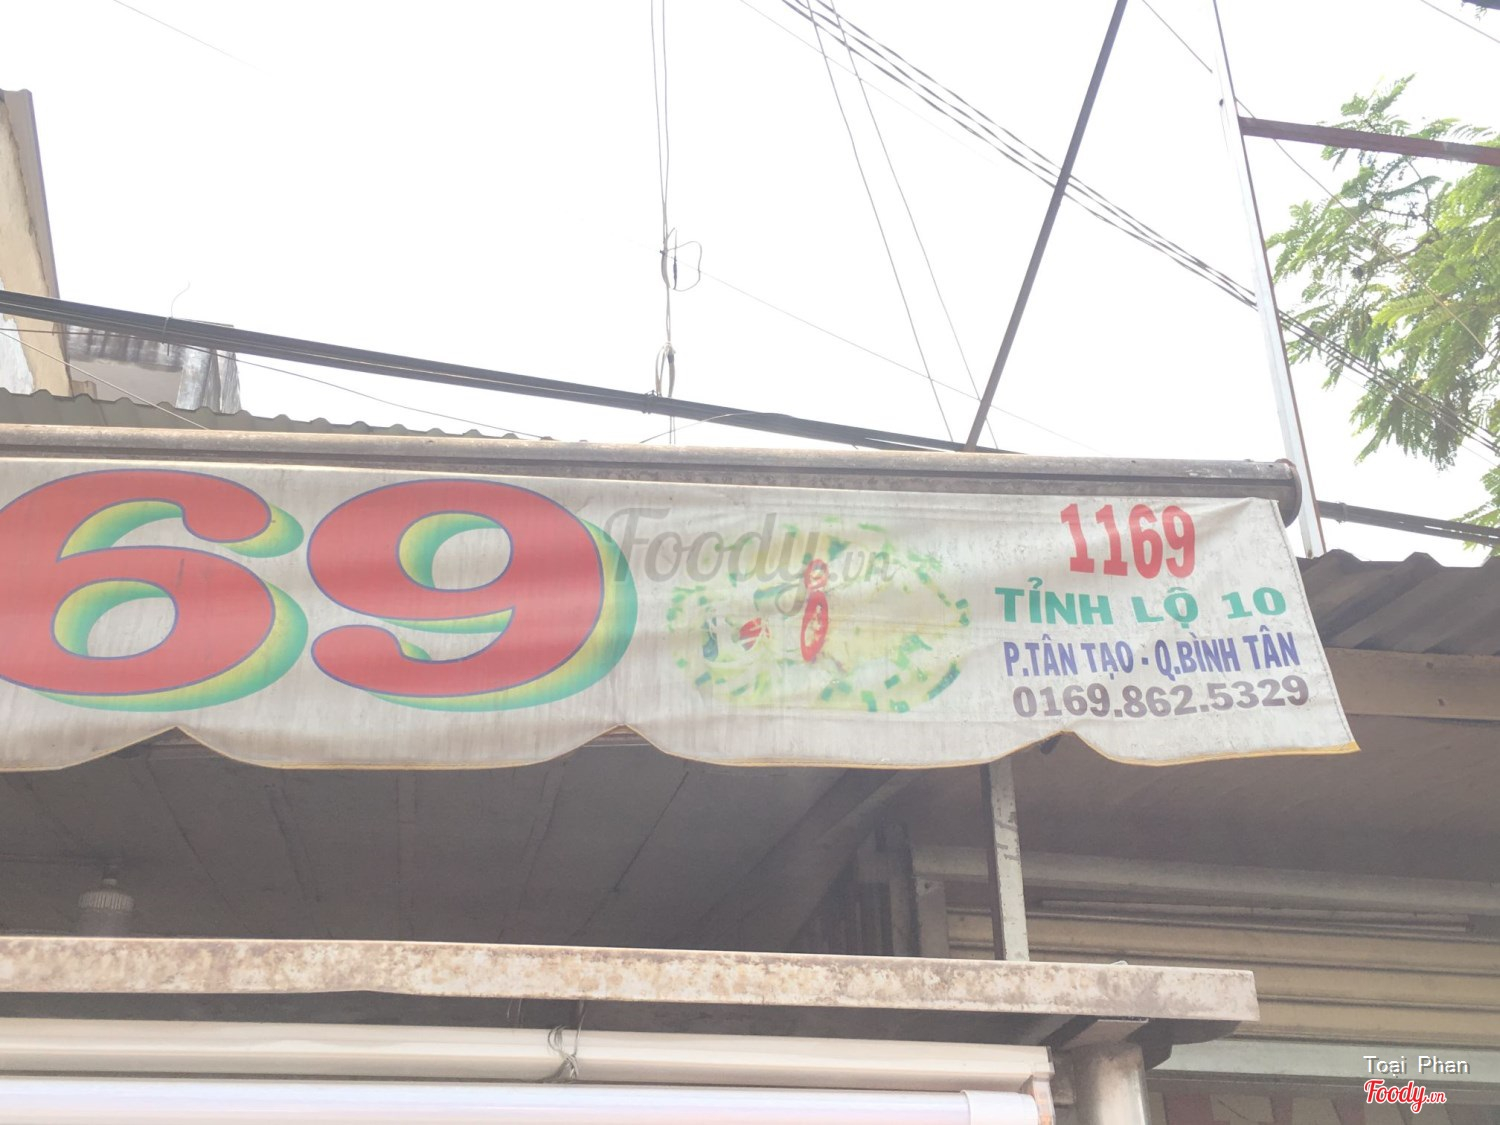 69
1169
TỈNH LỘ 10
P.TÂN TẠO - Q.BÌNH TÂN
0169.862.5329
Foody.vn
Toại Phan
Foody.vn